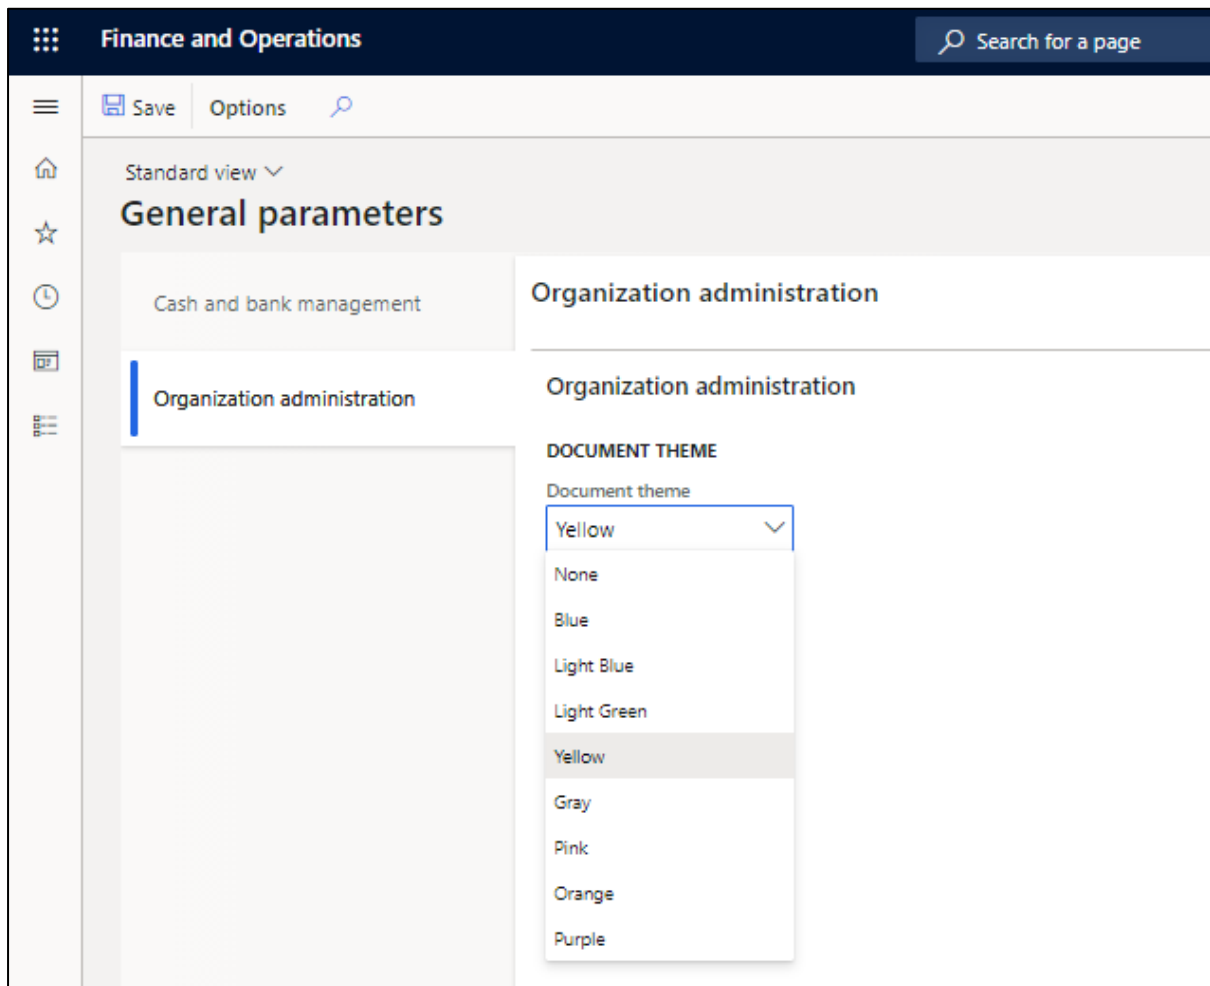 Finance and Operations
Search for a page
Save Options
Standard view
General parameters
Cash and bank management
Organization administration
Organization administration
Organization administration
DOCUMENT THEME
Document theme
Yellow
None
Blue
Light Blue
Light Green
Yellow
Gray
Pink
Orange
Purple